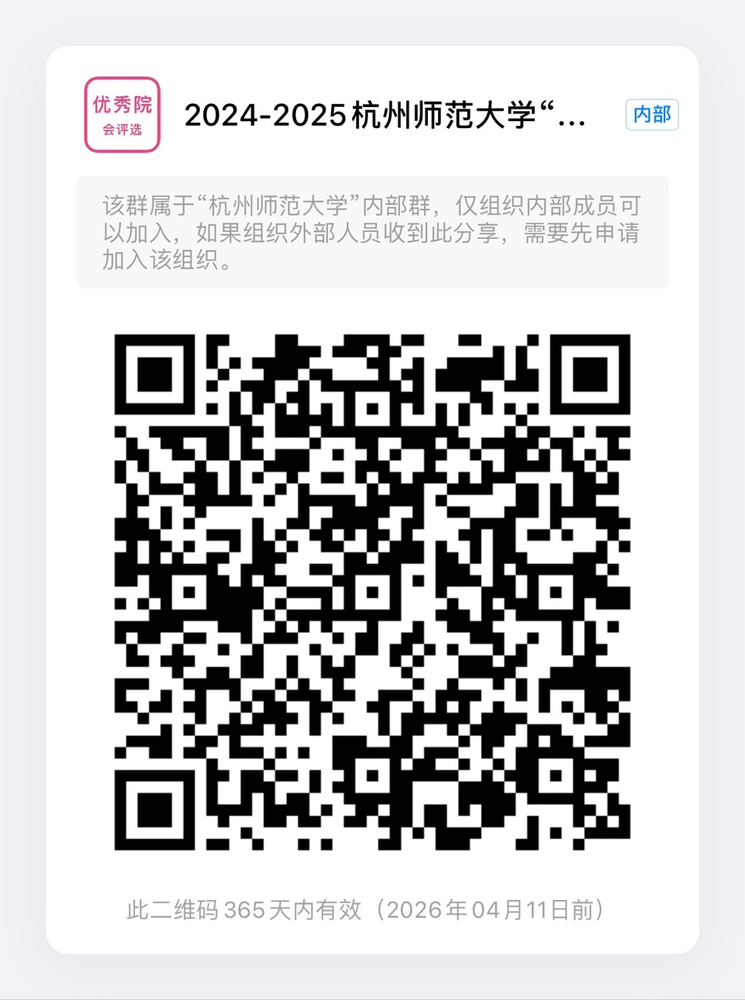 优秀院
会评选
2024-2025杭州师范大学“...
内部
该群属于“杭州师范大学”内部群，仅组织内部成员可
以加入，如果组织外部人员收到此分享，需要先申请
加入该组织。
此二维码365天内有效（2026年04月11日前）